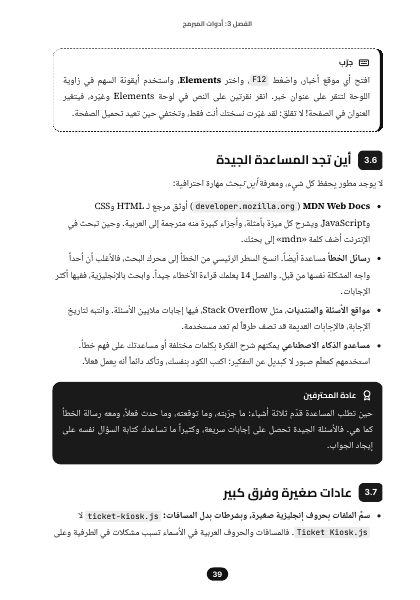 الفصل 3: أدوات المبرمج
جرّب
افتح أي موقع أخبار، واضغط F12، واختر Elements، واستخدم أيقونة السهم في زاوية
اللوحة لتنقر على عنوان خبر. انقر نقرتين على النص في لوحة Elements وغيّره، فيتغير
العنوان في الصفحة! لا تقلق: لقد غيّرت نسختك أنت فقط، وتختفي حين تعيد تحميل الصفحة.
3.6 أين تجد المساعدة الجيدة
لا يوجد مطور يحفظ كل شيء، ومعرفة أين تبحث مهارة احترافية:
• MDN Web Docs (developer.mozilla.org) أوثق مرجع لـ HTML وCSS
وJavaScript ويشرح كل ميزة بأمثلة، وأجزاء كبيرة منه مترجمة إلى العربية. وحين تبحث في
الإنترنت أضف كلمة «mdn» إلى بحثك.
• رسائل الخطأ مساعدة أيضاً. انسخ السطر الرئيسي من الخطأ إلى محرك البحث، فالأغلب أن أحداً
واجه المشكلة نفسها من قبل. والفصل 14 يعلمك قراءة الأخطاء جيداً. وابحث بالإنجليزية، ففيها أكثر
الإجابات.
• مواقع الأسئلة والمنتديات، مثل Stack Overflow، فيها إجابات ملايين الأسئلة. وانتبه لتاريخ
الإجابة، فالإجابات القديمة قد تصف طرقاً لم تعد مستخدمة.
• مساعدو الذكاء الاصطناعي يمكنهم شرح الفكرة بكلمات مختلفة أو مساعدتك على فهم خطأ.
استخدمهم كمعلّم صبور لا كبديل عن التفكير: اكتب الكود بنفسك، وتأكد دائماً أنه يعمل فعلاً.
عادة المحترفين
حين تطلب المساعدة قدّم ثلاثة أشياء: ما جرّبته، وما توقعته، وما حدث فعلاً، ومعه رسالة الخطأ
كما هي. فالأسئلة الجيدة تحصل على إجابات سريعة، وكثيراً ما تساعدك كتابة السؤال نفسه على
إيجاد الجواب.
3.7 عادات صغيرة وفرق كبير
• سمِّ الملفات بحروف إنجليزية صغيرة، وبشرطات بدل المسافات: ticket-kiosk.js لا
Ticket Kiosk.js. فالمسافات والحروف العربية في الأسماء تسبب مشكلات في الطرفية وعلى
39